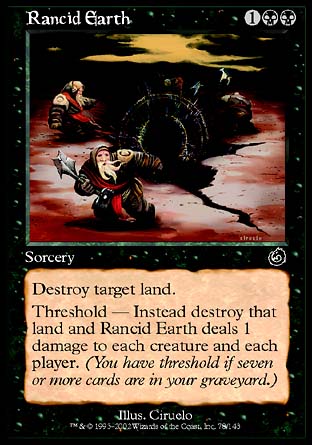 Rancid Earth 1
ciruelo
Sorcery
Destroy target land.
Threshold — Instead destroy that
land and Rancid Earth deals 1
damage to each creature and each
player. (You have threshold if seven
or more cards are in your graveyard.)
Illus. Ciruelo
™ & © 1993-2002 Wizards of the Coast, Inc. 78/143